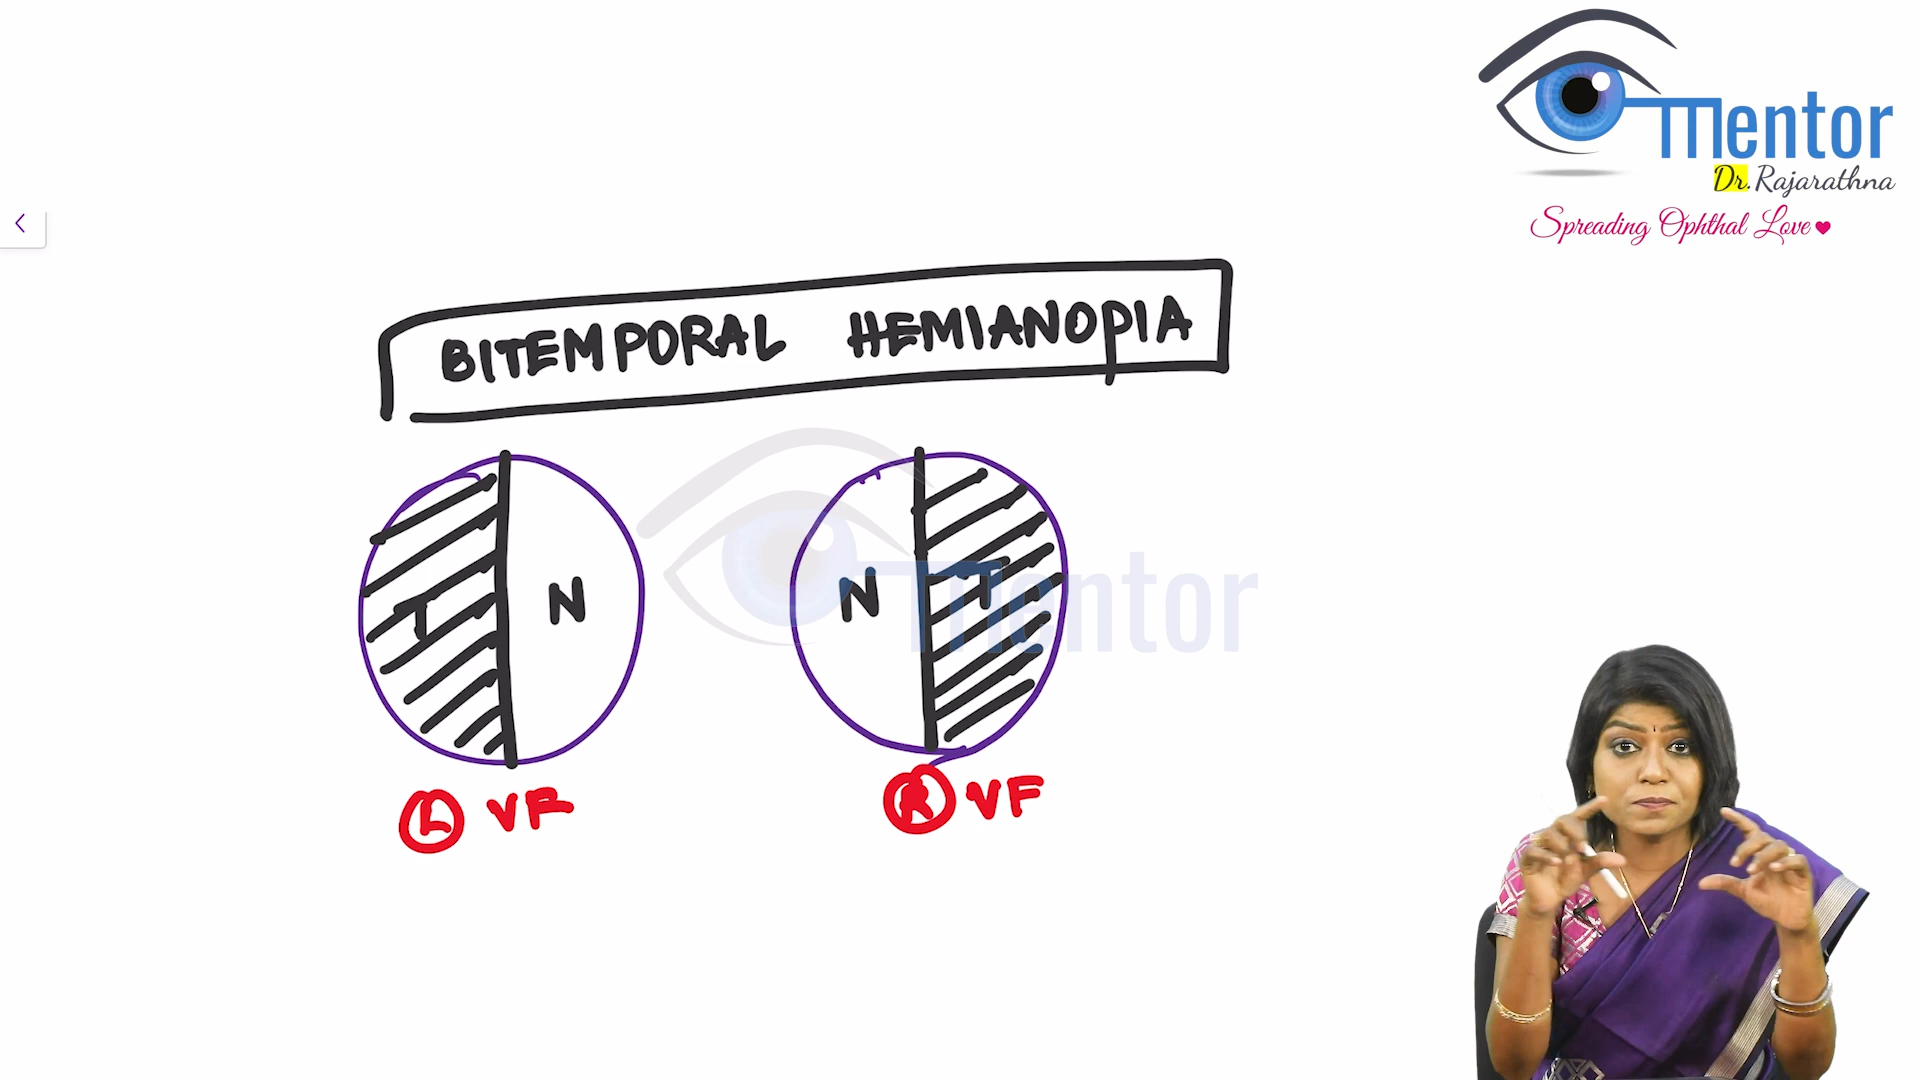 mentor
Dr. Rajarathna
Spreading Ophthal Love
BITEMPORAL HEMIANOPIA
T N
N T
mentor
L VF
R VF